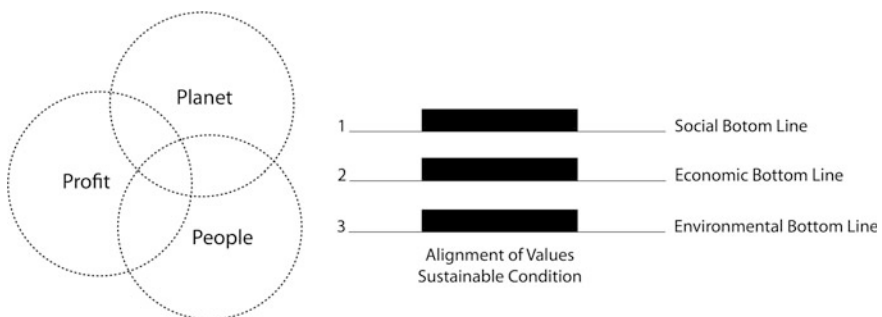 Planet
Profit
People
1 Social Botom Line
2 Economic Bottom Line
3 Environmental Bottom Line
Alignment of Values
Sustainable Condition